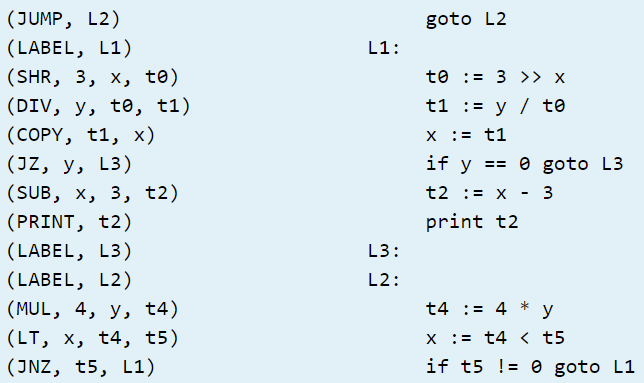 (JUMP, L2) goto L2
(LABEL, L1) L1:
(SHR, 3, x, t0) t0 := 3 >> x
(DIV, y, t0, t1) t1 := y / t0
(COPY, t1, x) x := t1
(JZ, y, L3) if y == 0 goto L3
(SUB, x, 3, t2) t2 := x - 3
(PRINT, t2) print t2
(LABEL, L3) L3:
(LABEL, L2) L2:
(MUL, 4, y, t4) t4 := 4 * y
(LT, x, t4, t5) x := t4 < t5
(JNZ, t5, L1) if t5 != 0 goto L1